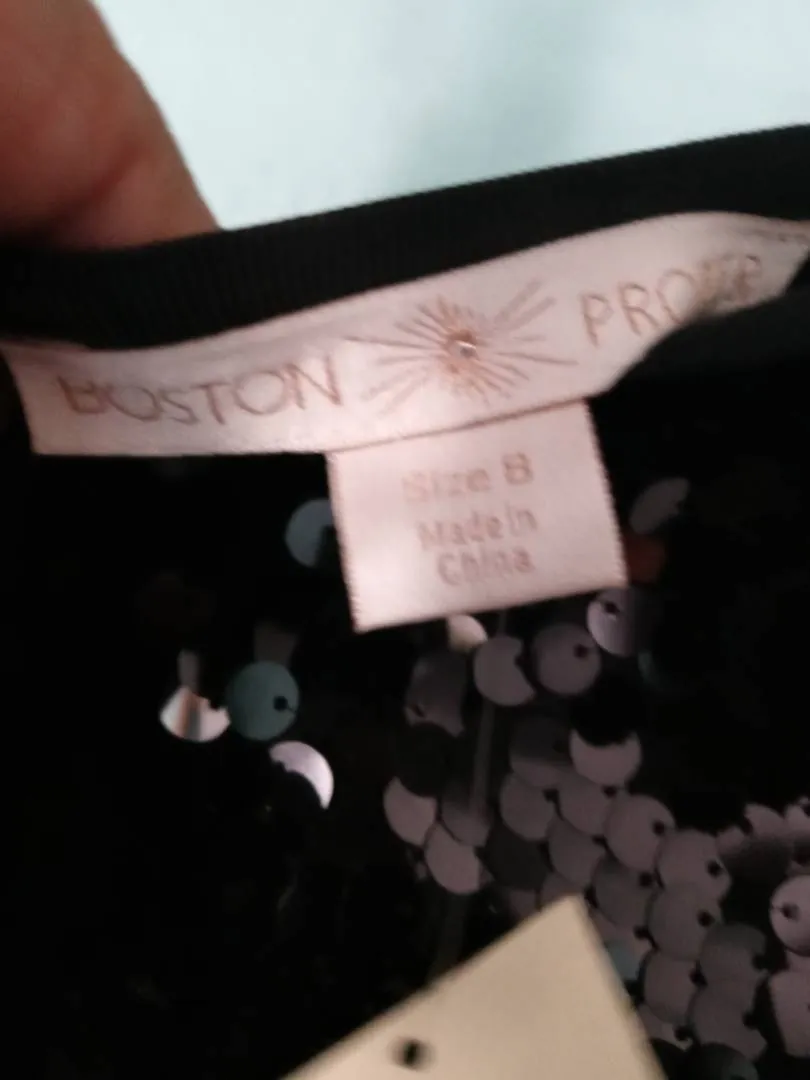 BOSTON PROPER
Size 8
Made in
China